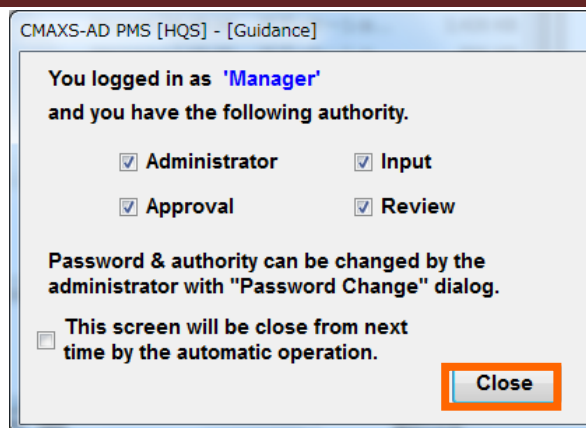 CMAXS-AD PMS [HQS] - [Guidance]
You logged in as 'Manager'
and you have the following authority.
Administrator Input
Approval Review
Password & authority can be changed by the
administrator with "Password Change" dialog.
This screen will be close from next
time by the automatic operation.
Close